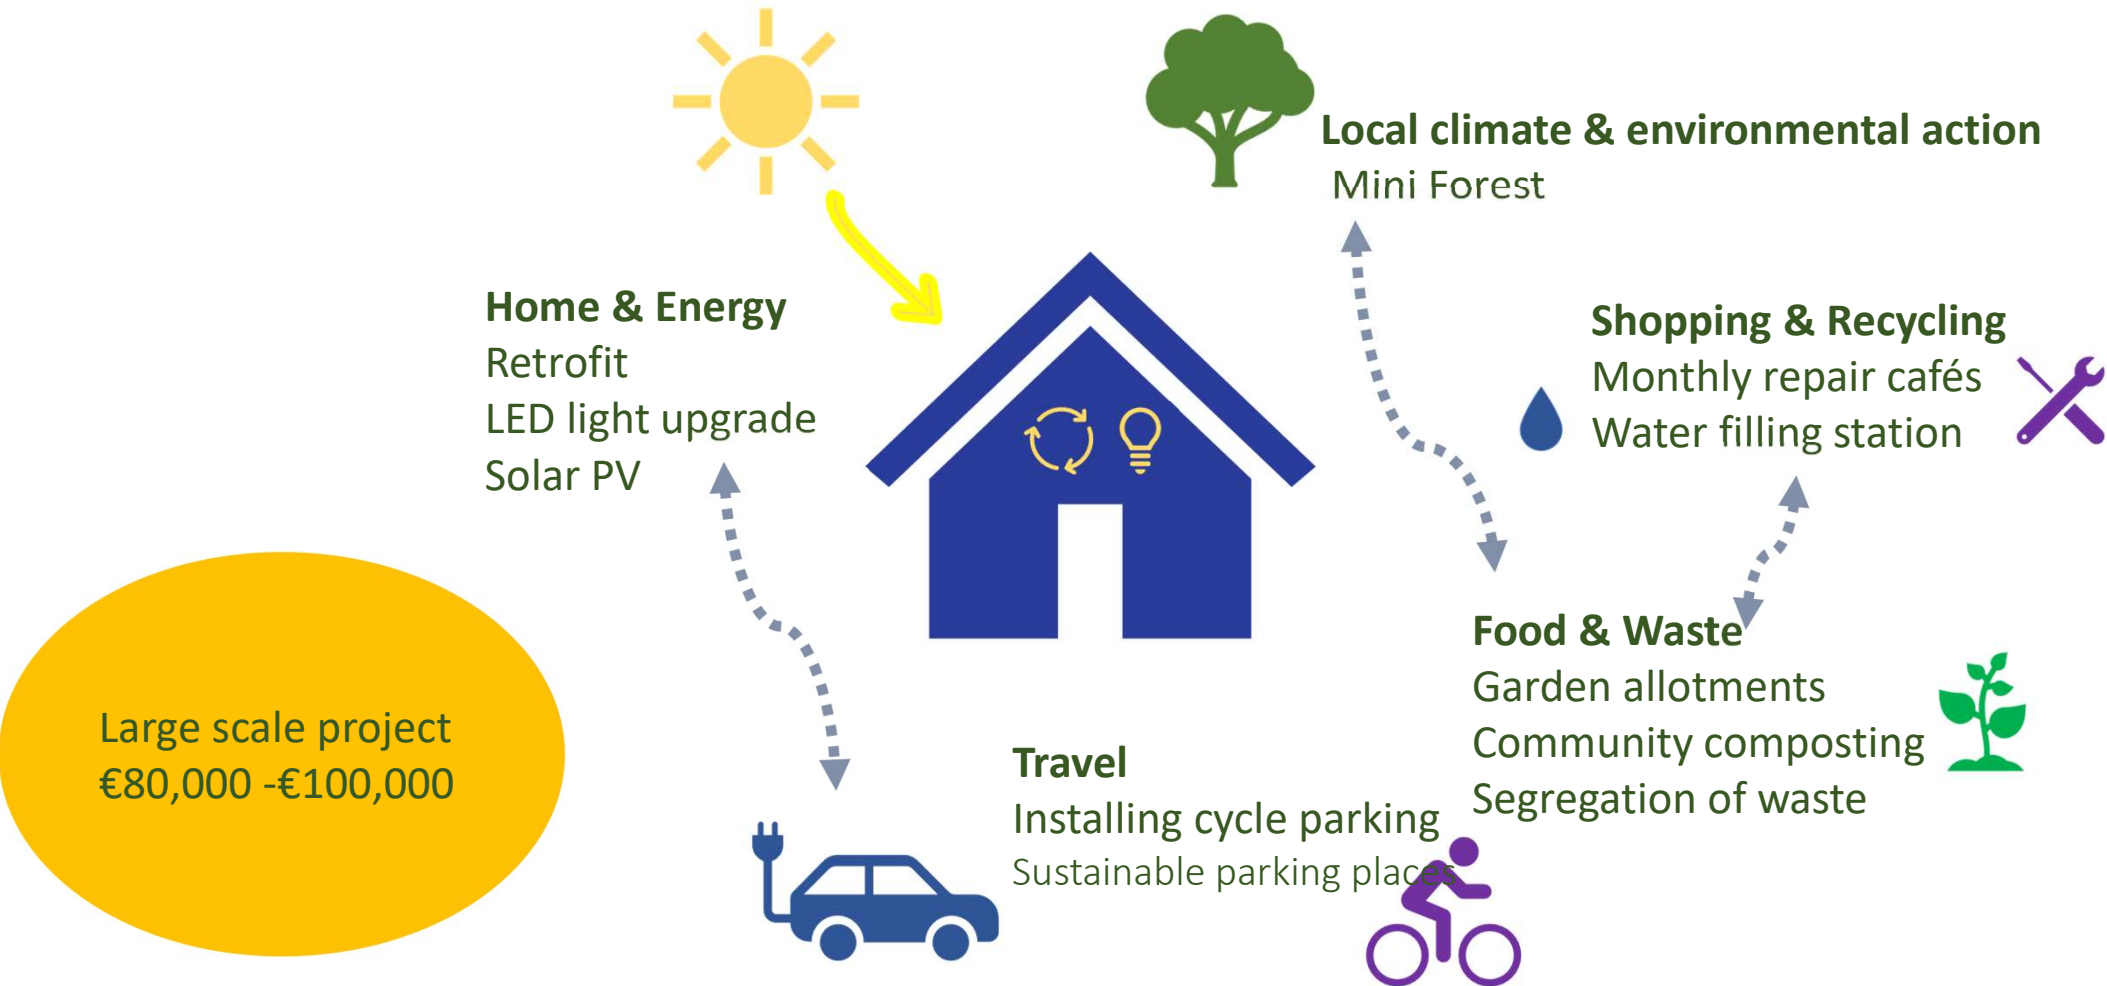 Local climate & environmental action
Mini Forest
Home & Energy
Retrofit
LED light upgrade
Solar PV
Shopping & Recycling
Monthly repair cafés
Water filling station
Food & Waste
Garden allotments
Community composting
Segregation of waste
Large scale project
€80,000 -€100,000
Travel
Installing cycle parking
Sustainable parking places